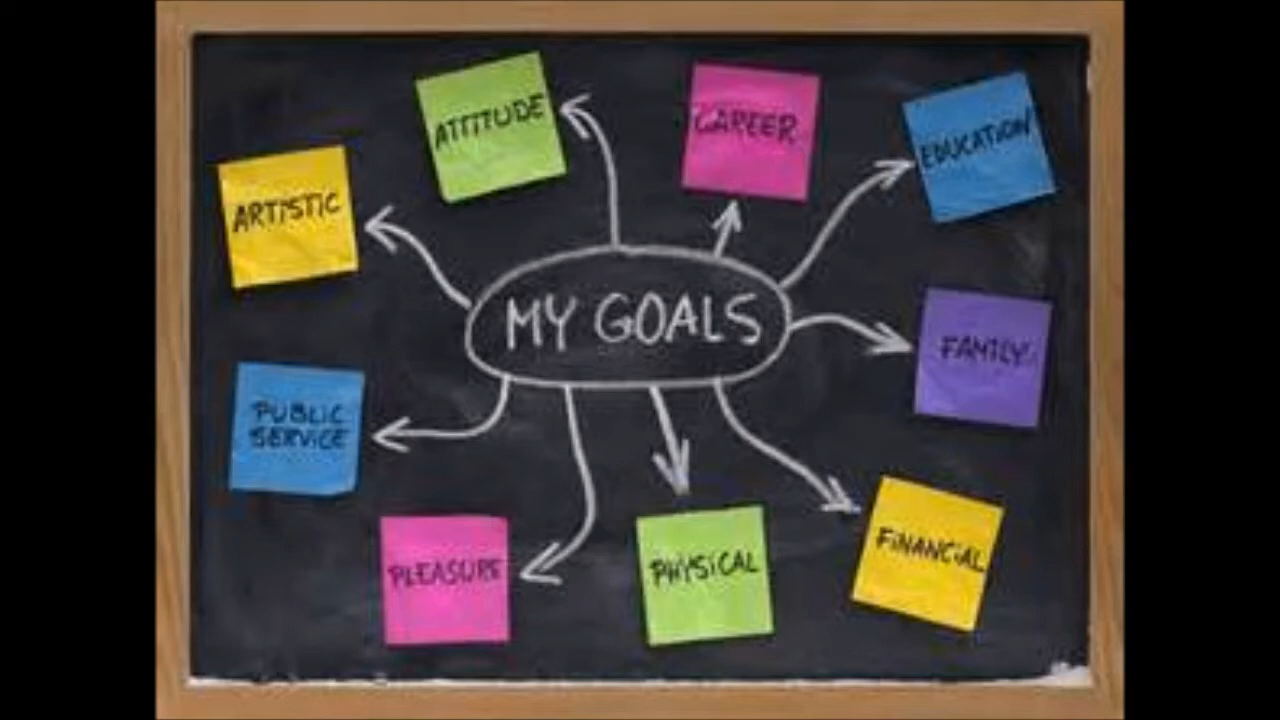 ATTITUDE
CAREER
EDUCATION
ARTISTIC
MY GOALS
FAMILY
PUBLIC
SERVICE
PLEASURE
PHYSICAL
FINANCIAL